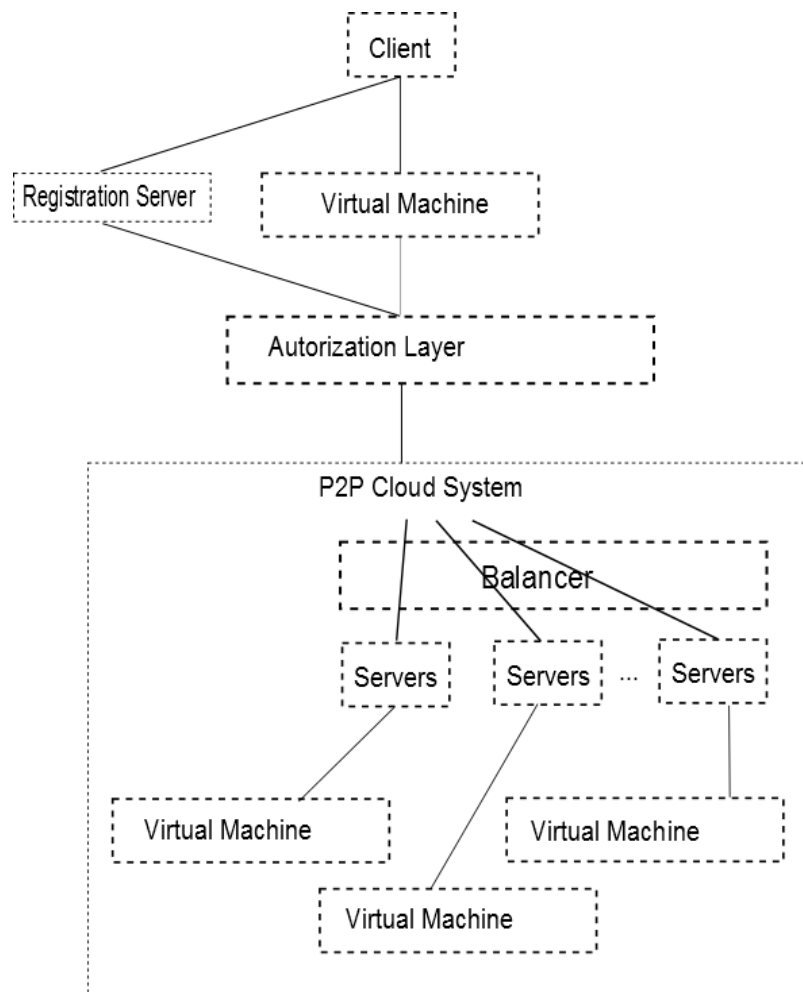 Client
Registration Server
Virtual Machine
Autorization Layer
P2P Cloud System
Balancer
Servers
Servers
...
Servers
Virtual Machine
Virtual Machine
Virtual Machine